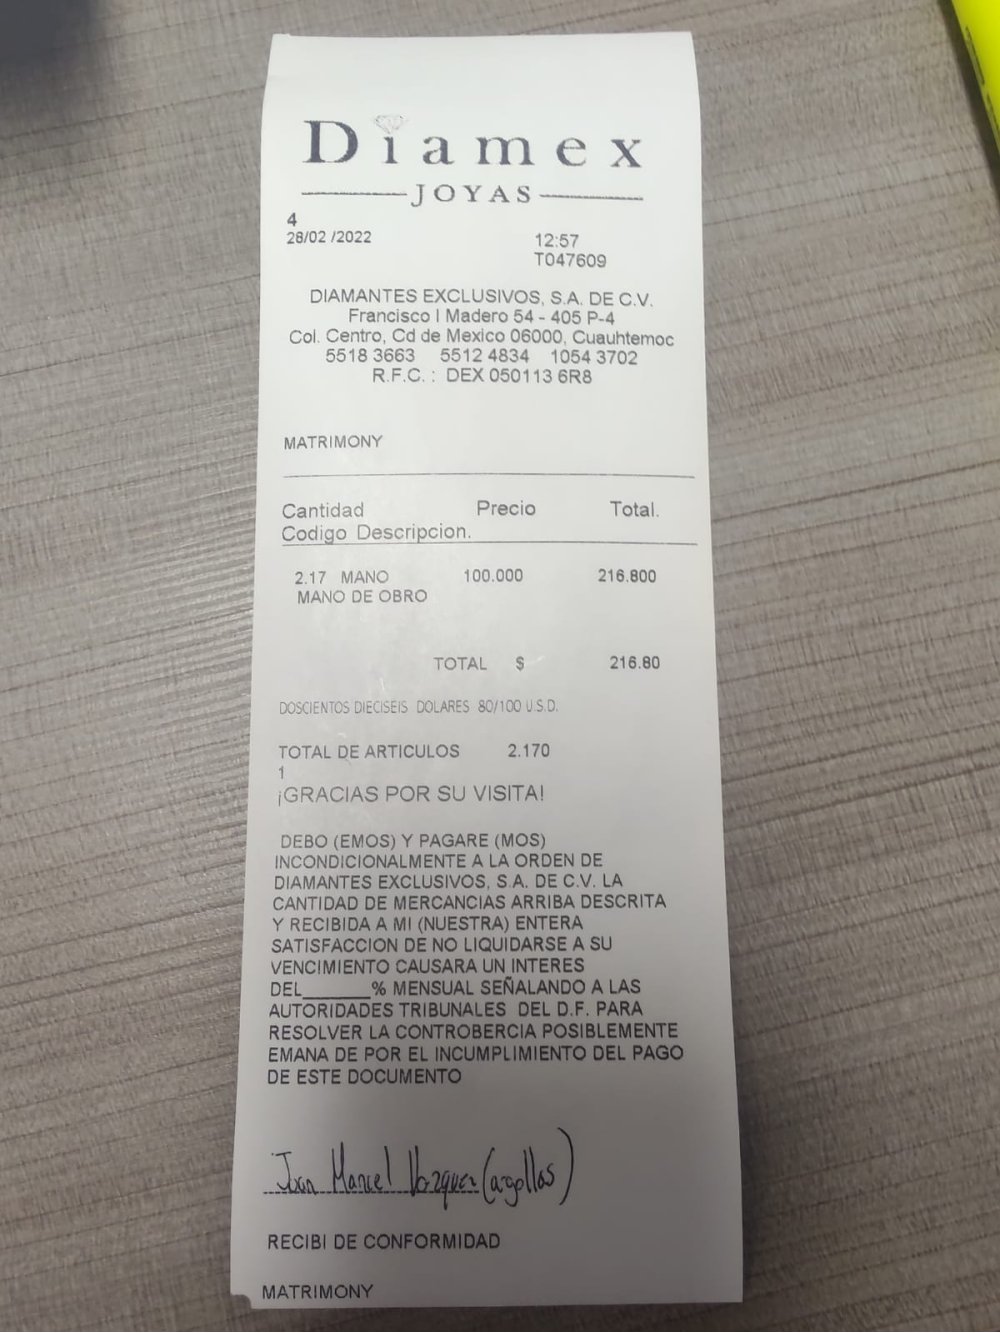 Diamex
JOYAS
4
28/02 /2022 12:57
T047609
DIAMANTES EXCLUSIVOS, S.A. DE C.V.
Francisco I Madero 54 - 405 P-4
Col. Centro, Cd de Mexico 06000, Cuauhtemoc
5518 3663 5512 4834 1054 3702
R.F.C. : DEX 050113 6R8
MATRIMONY
Cantidad Precio Total.
Codigo Descripcion.
2.17 MANO 100.000 216.800
MANO DE OBRO
TOTAL $ 216.80
DOSCIENTOS DIECISEIS DOLARES 80/100 U.S.D.
TOTAL DE ARTICULOS 2.170
1
¡GRACIAS POR SU VISITA!
DEBO (EMOS) Y PAGARE (MOS)
INCONDICIONALMENTE A LA ORDEN DE
DIAMANTES EXCLUSIVOS, S.A. DE C.V. LA
CANTIDAD DE MERCANCIAS ARRIBA DESCRITA
Y RECIBIDA A MI (NUESTRA) ENTERA
SATISFACCION DE NO LIQUIDARSE A SU
VENCIMIENTO CAUSARA UN INTERES
DEL_______% MENSUAL SEÑALANDO A LAS
AUTORIDADES TRIBUNALES DEL D.F. PARA
RESOLVER LA CONTROBERCIA POSIBLEMENTE
EMANA DE POR EL INCUMPLIMIENTO DEL PAGO
DE ESTE DOCUMENTO
Juan Manuel Vazquez (argollas)
RECIBI DE CONFORMIDAD
MATRIMONY